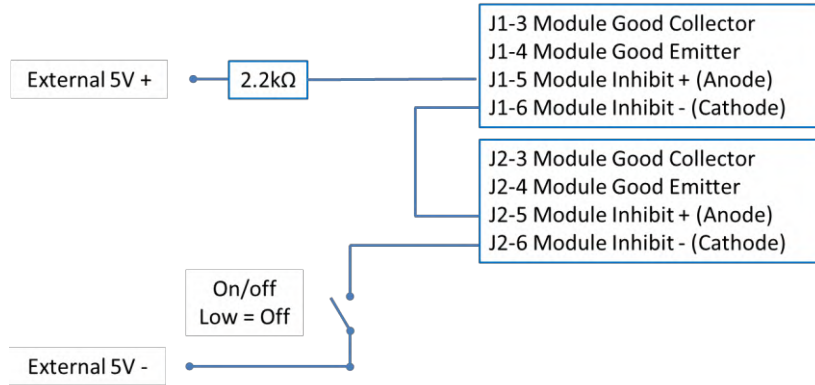 J1-3 Module Good Collector
J1-4 Module Good Emitter
External 5V +
2.2kΩ
J1-5 Module Inhibit + (Anode)
J1-6 Module Inhibit - (Cathode)
J2-3 Module Good Collector
J2-4 Module Good Emitter
J2-5 Module Inhibit + (Anode)
J2-6 Module Inhibit - (Cathode)
On/off
Low = Off
External 5V -